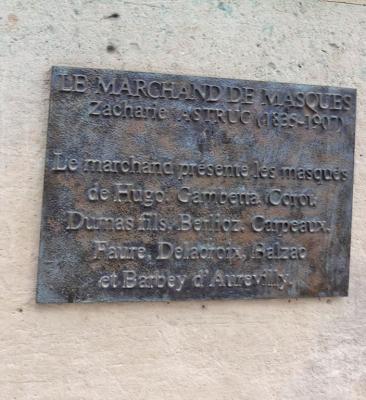 LE MARCHAND DE MASQUES
Zacharie ASTRUC (1835-1907)
Le marchand présente les masques
de Hugo, Gambetta, Corot,
Dumas fils, Berlioz, Carpeaux,
Faure, Delacroix, Balzac
et Barbey d'Aurevilly.